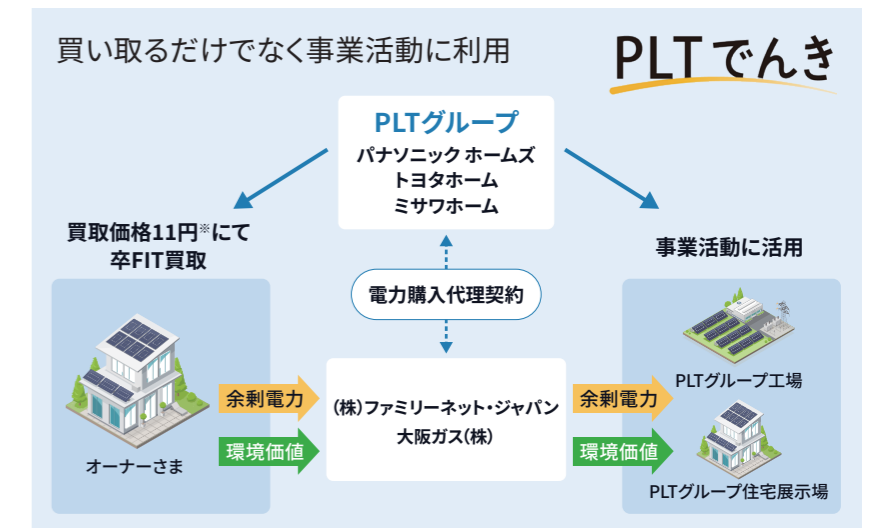 買い取るだけでなく事業活動に利用
PLTでんき
PLTグループ
パナソニック ホームズ
トヨタホーム
ミサワホーム
買取価格11円※にて
卒FIT買取
事業活動に活用
電力購入代理契約
余剰電力
環境価値
オーナーさま
(株)ファミリーネット・ジャパン
大阪ガス(株)
余剰電力
環境価値
PLTグループ工場
PLTグループ住宅展示場